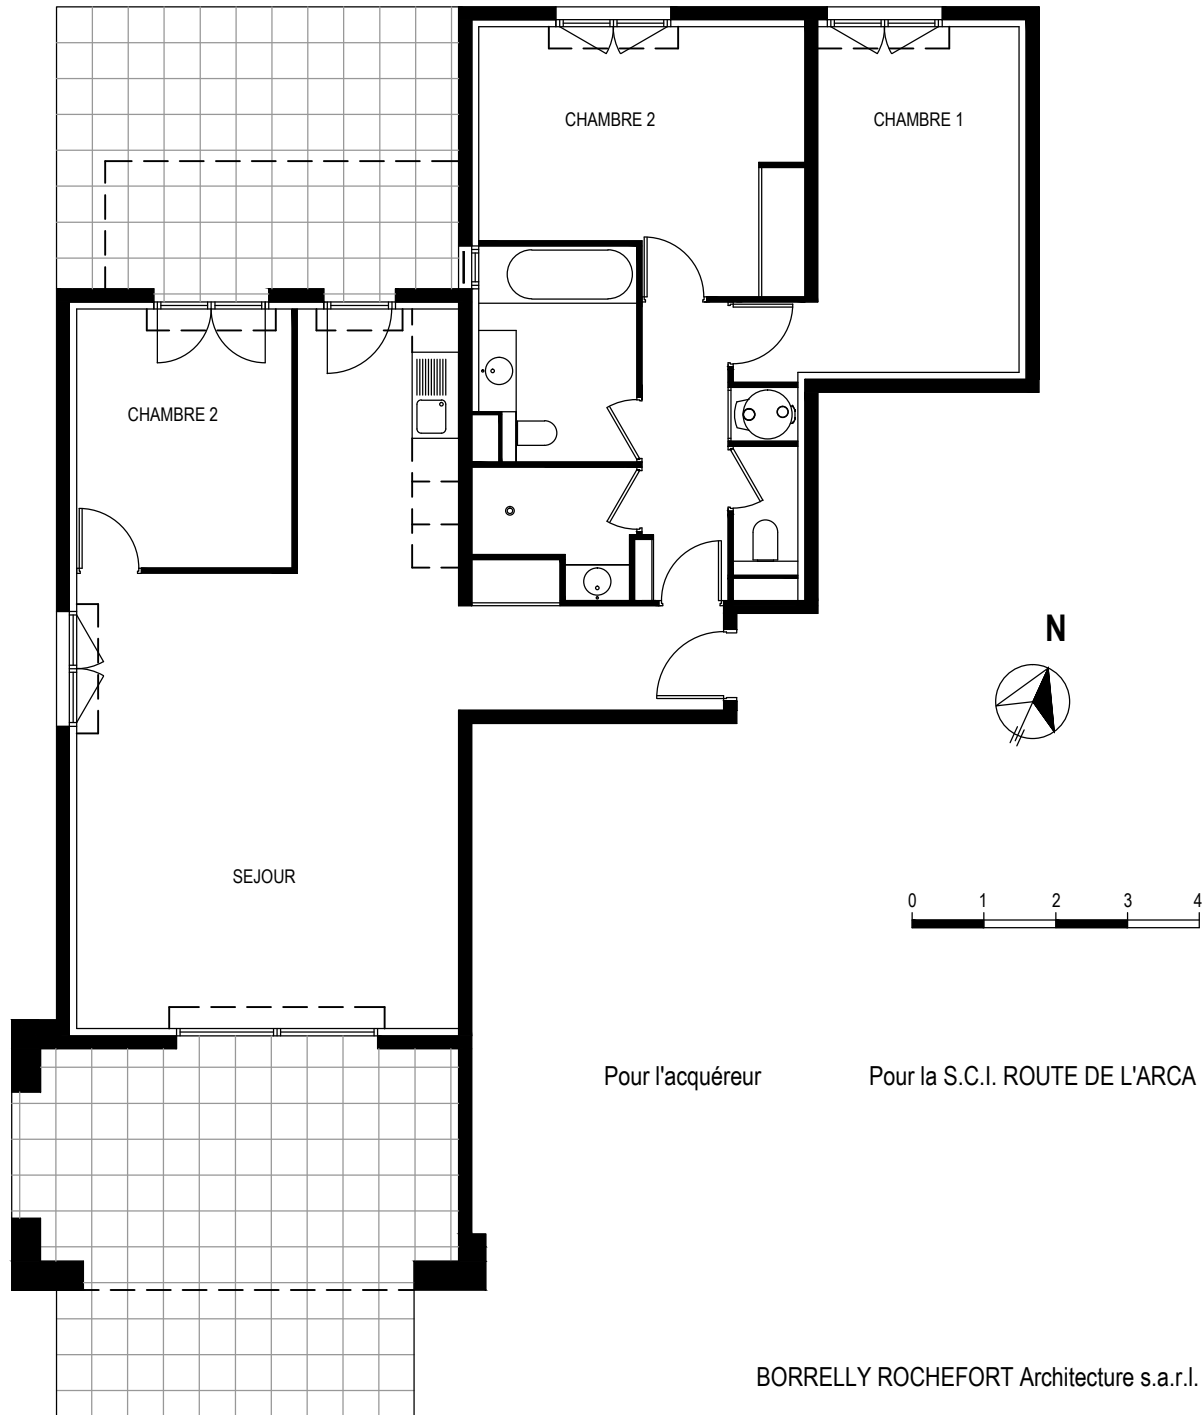 CHAMBRE 2
CHAMBRE 1
CHAMBRE 2
N
0 1 2 3 4
SEJOUR
Pour l'acquéreur
Pour la S.C.I. ROUTE DE L'ARCA
BORRELLY ROCHEFORT Architecture s.a.r.l.